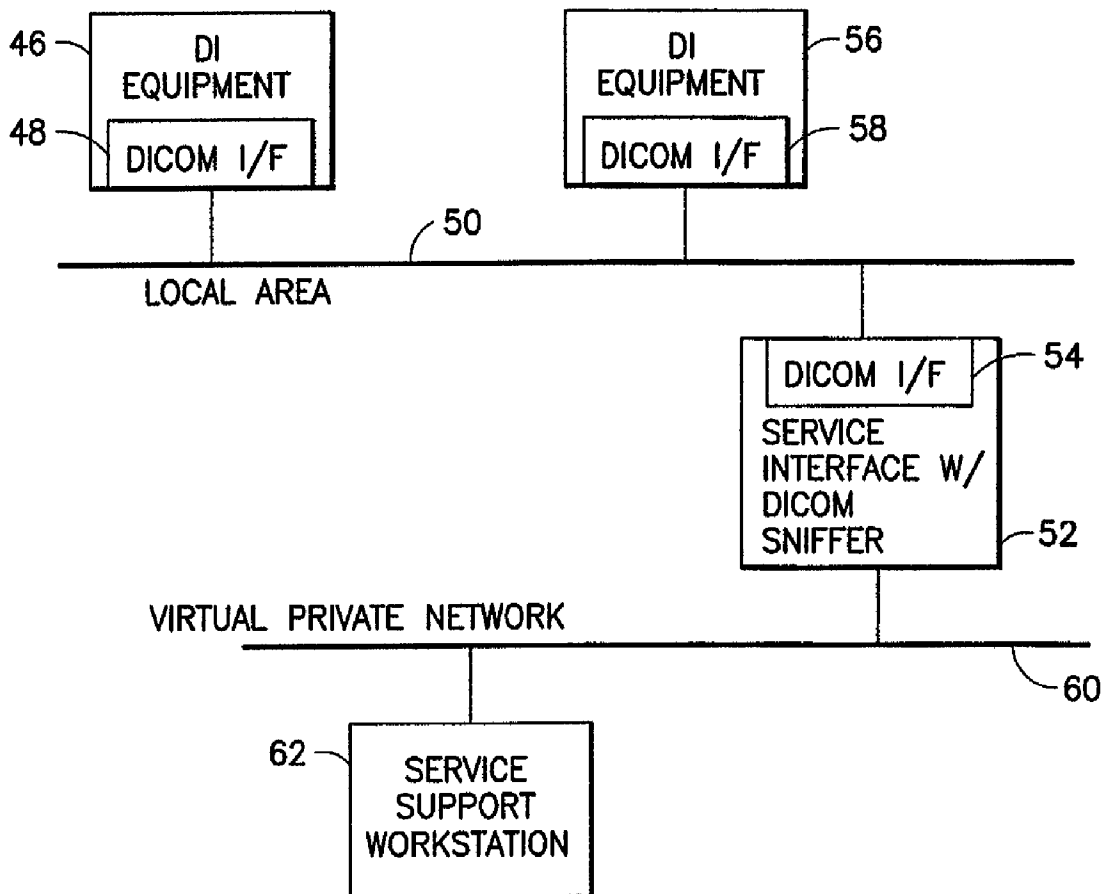 46
DI
EQUIPMENT
48
DICOM I/F
DI
EQUIPMENT
56
DICOM I/F
58
50
LOCAL AREA
DICOM I/F
54
SERVICE
INTERFACE W/
DICOM
SNIFFER
52
VIRTUAL PRIVATE NETWORK
60
62
SERVICE
SUPPORT
WORKSTATION